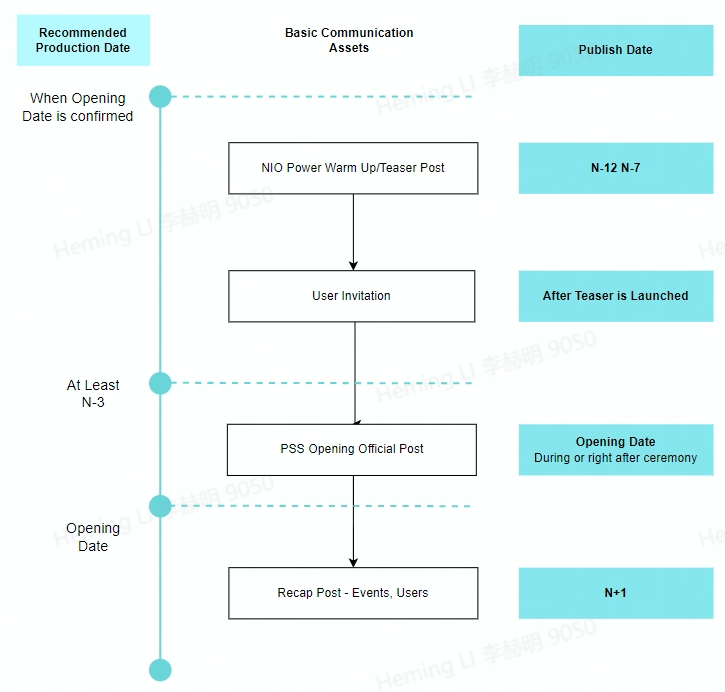 Recommended
Production Date
Basic Communication
Assets
Publish Date
When Opening
Date is confirmed
NIO Power Warm Up/Teaser Post
N-12 N-7
User Invitation
After Teaser is Launched
At Least
N-3
PSS Opening Official Post
Opening Date
During or right after ceremony
Opening
Date
Recap Post - Events, Users
N+1
Heming LI 李赫明 9050
Heming LI 李赫明 9050
He
Heming LI 李赫明 9050
Heming LI 李赫明 9050
He
Heming LI 李赫明 9050